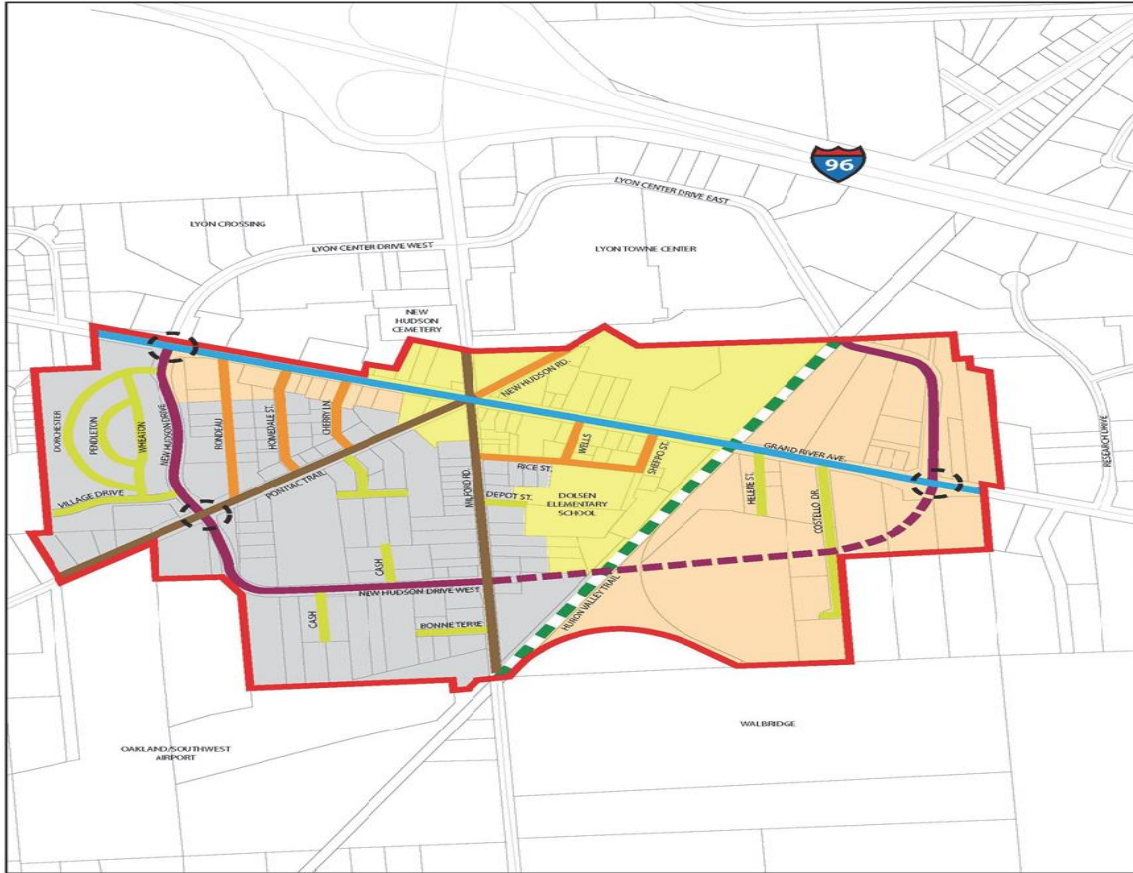 96
LYON CENTER DRIVE EAST
LYON CROSSING
LYON CENTER DRIVE WEST
LYON TOWNE CENTER
NEW
HUDSON
CEMETERY
NEW HUDSON RD.
DORCHESTER
PENDLETON
WHEATON
NEW HUDSON DRIVE
RONDEAU
HOMEDALE ST.
CHERRY LN.
WELLS
SHEFPO ST.
GRAND RIVER AVE.
RESEARCH DRIVE
RICE ST.
PONTIAC TRAIL
MILFORD RD.
VILLAGE DRIVE
DEPOT ST.
DOLSEN
ELEMENTARY
SCHOOL
HELENE ST.
COSTELLO DR.
CASH
NEW HUDSON DRIVE WEST
HURON VALLEY TRAIL
CASH
BONNE TERRE
WALBRIDGE
OAKLAND/SOUTHWEST
AIRPORT